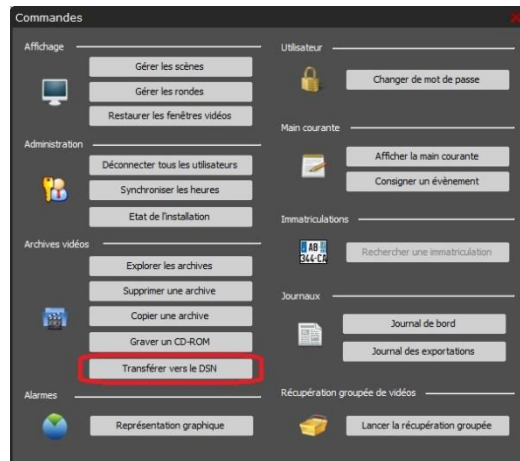 Commandes
Affichage
Gérer les scènes
Gérer les rondes
Restaurer les fenêtres vidéos
Administration
Déconnecter tous les utilisateurs
Synchroniser les heures
Etat de l'installation
Archives vidéos
Explorer les archives
Supprimer une archive
Copier une archive
Graver un CD-ROM
Transférer vers le DSN
Alarmes
Représentation graphique
Utilisateur
Changer de mot de passe
Main courante
Afficher la main courante
Consigner un évènement
Immatriculations
AB
344-CA
Rechercher une immatriculation
Journaux
Journal de bord
Journal des exportations
Récupération groupée de vidéos
Lancer la récupération groupée